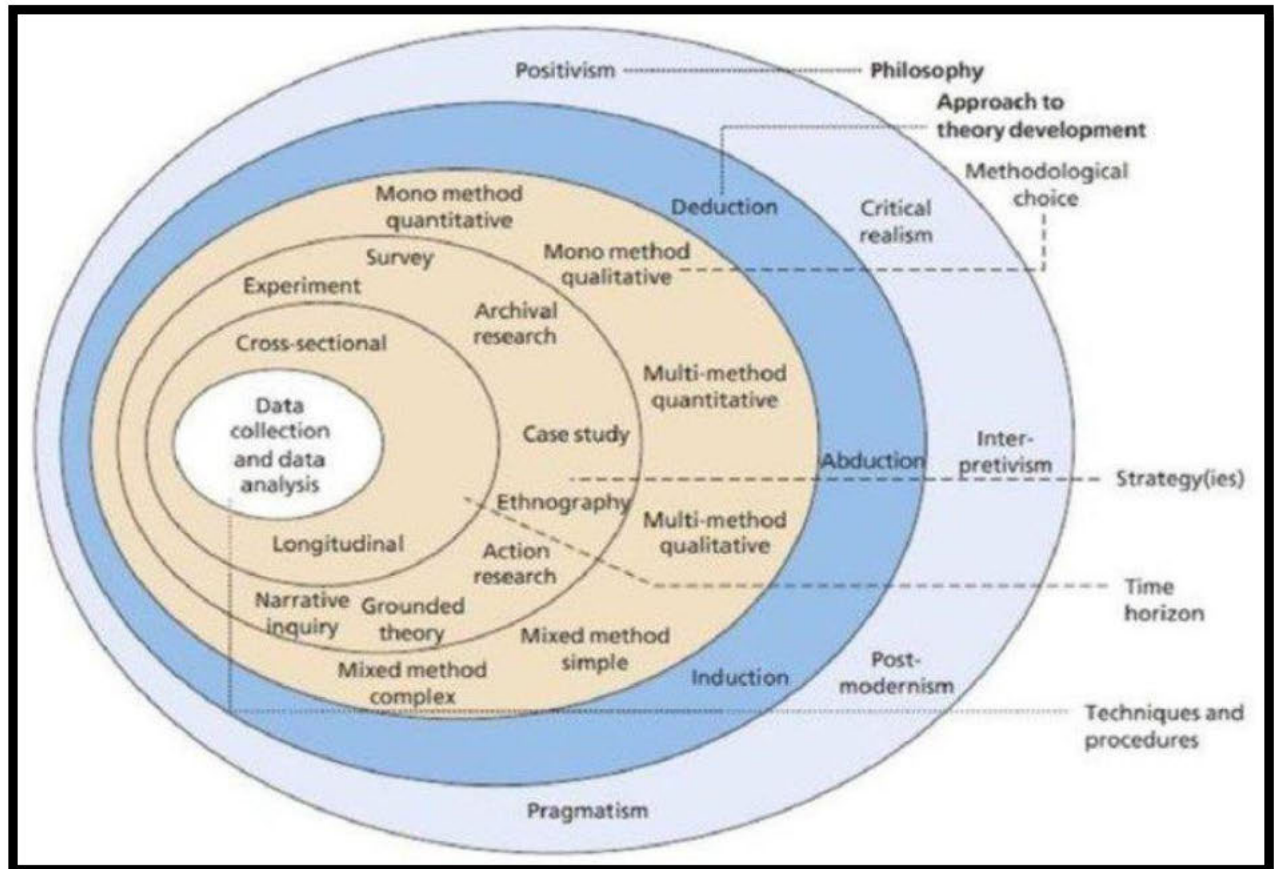 Positivism
Philosophy
Approach to
theory development
Methodological
choice
Mono method
quantitative
Deduction
Critical
realism
Survey
Mono method
qualitative
Experiment
Archival
research
Cross-sectional
Multi-method
quantitative
Data
collection
and data
analysis
Case study
Abduction
Inter-
pretivism
Strategy(ies)
Ethnography
Multi-method
qualitative
Longitudinal
Action
research
Time
horizon
Narrative
inquiry
Grounded
theory
Mixed method
simple
Mixed method
complex
Induction
Post-
modernism
Techniques and
procedures
Pragmatism